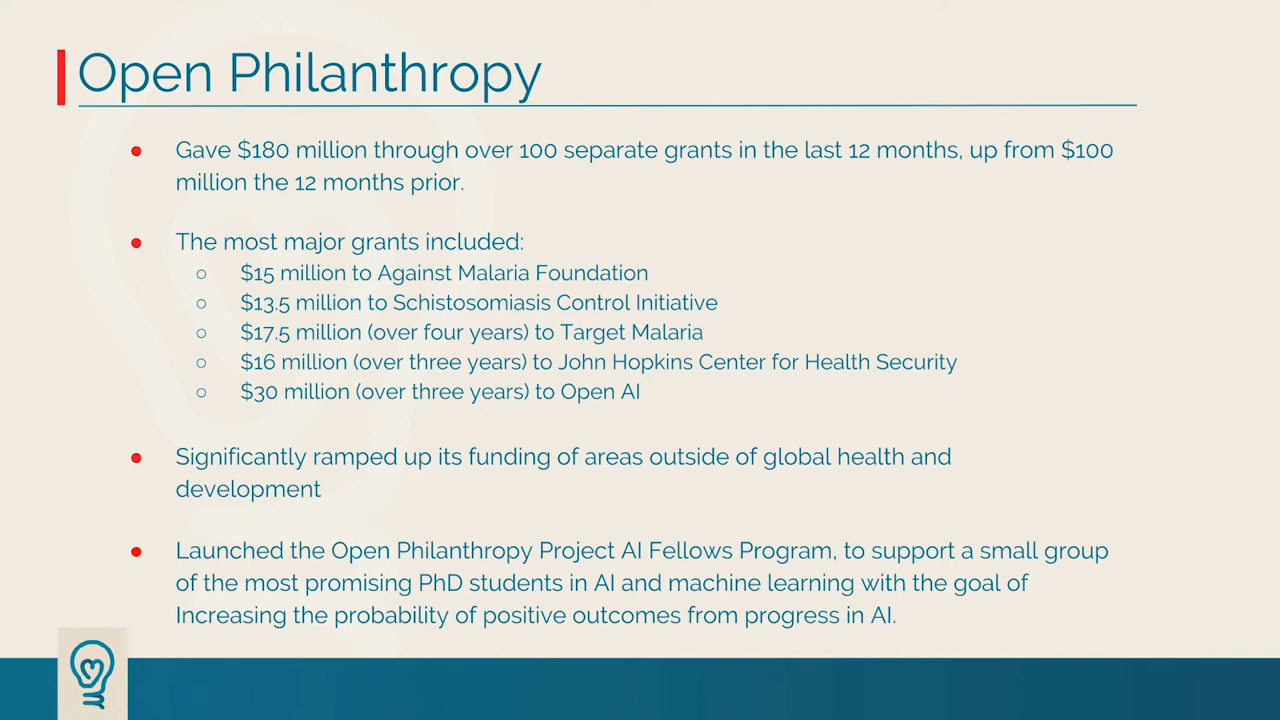 Open Philanthropy
● Gave $180 million through over 100 separate grants in the last 12 months, up from $100
million the 12 months prior.
● The most major grants included:
○ $15 million to Against Malaria Foundation
○ $13.5 million to Schistosomiasis Control Initiative
○ $17.5 million (over four years) to Target Malaria
○ $16 million (over three years) to John Hopkins Center for Health Security
○ $30 million (over three years) to Open AI
● Significantly ramped up its funding of areas outside of global health and
development
● Launched the Open Philanthropy Project AI Fellows Program, to support a small group
of the most promising PhD students in AI and machine learning with the goal of
Increasing the probability of positive outcomes from progress in AI.